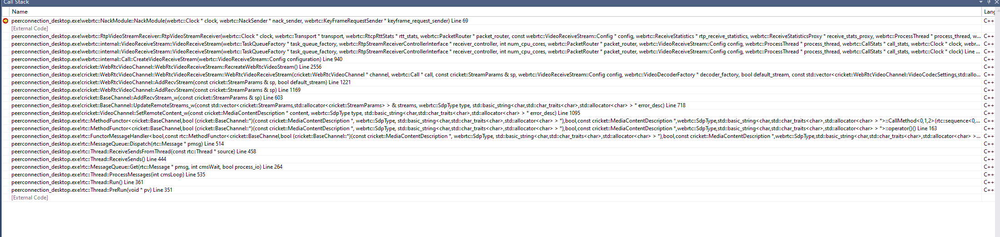 Call Stack
Name Lang
peerconnection_desktop.exe!webrtc::NackModule::NackModule(webrtc::Clock * clock, webrtc::NackSender * nack_sender, webrtc::KeyFrameRequestSender * keyframe_request_sender) Line 69 C++
[External Code]
peerconnection_desktop.exe!webrtc::RtpVideoStreamReceiver::RtpVideoStreamReceiver(webrtc::Clock * clock, webrtc::Transport * transport, webrtc::RtcpRttStats * rtt_stats, webrtc::PacketRouter * packet_router, const webrtc::VideoReceiveStream::Config * config, webrtc::ReceiveStatistics * rtp_receive_statistics, webrtc::ReceiveStatisticsProxy * receive_stats_proxy, webrtc::ProcessThread * process_thread, w... C++
peerconnection_desktop.exe!webrtc::internal::VideoReceiveStream::VideoReceiveStream(webrtc::TaskQueueFactory * task_queue_factory, webrtc::RtpStreamReceiverControllerInterface * receiver_controller, int num_cpu_cores, webrtc::PacketRouter * packet_router, webrtc::VideoReceiveStream::Config config, webrtc::ProcessThread * process_thread, webrtc::CallStats * call_stats, webrtc::Clock * clock, webr... C++
peerconnection_desktop.exe!webrtc::internal::VideoReceiveStream::VideoReceiveStream(webrtc::TaskQueueFactory * task_queue_factory, webrtc::RtpStreamReceiverControllerInterface * receiver_controller, int num_cpu_cores, webrtc::PacketRouter * packet_router, webrtc::VideoReceiveStream::Config config, webrtc::ProcessThread * process_thread, webrtc::CallStats * call_stats, webrtc::Clock * clock) Line ... C++
peerconnection_desktop.exe!webrtc::internal::Call::CreateVideoReceiveStream(webrtc::VideoReceiveStream::Config configuration) Line 940 C++
peerconnection_desktop.exe!cricket::WebRtcVideoChannel::WebRtcVideoReceiveStream::RecreateWebRtcVideoStream() Line 2556 C++
peerconnection_desktop.exe!cricket::WebRtcVideoChannel::WebRtcVideoReceiveStream::WebRtcVideoReceiveStream(cricket::WebRtcVideoChannel * channel, webrtc::Call * call, const cricket::StreamParams & sp, webrtc::VideoReceiveStream::Config config, webrtc::VideoDecoderFactory * decoder_factory, bool default_stream, const std::vector<cricket::WebRtcVideoChannel::VideoCodecSettings,std::allo... C++
peerconnection_desktop.exe!cricket::WebRtcVideoChannel::AddRecvStream(const cricket::StreamParams & sp, bool default_stream) Line 1221 C++
peerconnection_desktop.exe!cricket::WebRtcVideoChannel::AddRecvStream(const cricket::StreamParams & sp) Line 1169 C++
peerconnection_desktop.exe!cricket::BaseChannel::AddRecvStream_w(const cricket::StreamParams & sp) Line 603 C++
peerconnection_desktop.exe!cricket::BaseChannel::UpdateRemoteStreams_w(const std::vector<cricket::StreamParams,std::allocator<cricket::StreamParams> > & streams, webrtc::SdpType type, std::basic_string<char,std::char_traits<char>,std::allocator<char> > * error_desc) Line 718 C++
peerconnection_desktop.exe!cricket::VideoChannel::SetRemoteContent_w(const cricket::MediaContentDescription * content, webrtc::SdpType type, std::basic_string<char,std::char_traits<char>,std::allocator<char> > * error_desc) Line 1095 C++
peerconnection_desktop.exe!rtc::MethodFunctor<cricket::BaseChannel,bool (cricket::BaseChannel::*)(const cricket::MediaContentDescription *, webrtc::SdpType, std::basic_string<char,std::char_traits<char>,std::allocator<char> > *),bool,const cricket::MediaContentDescription *,webrtc::SdpType,std::basic_string<char,std::char_traits<char>,std::allocator<char> > *>::CallMethod<0,1,2>(rtc::sequence<0,... C++
peerconnection_desktop.exe!rtc::MethodFunctor<cricket::BaseChannel,bool (cricket::BaseChannel::*)(const cricket::MediaContentDescription *, webrtc::SdpType, std::basic_string<char,std::char_traits<char>,std::allocator<char> > *),bool,const cricket::MediaContentDescription *,webrtc::SdpType,std::basic_string<char,std::char_traits<char>,std::allocator<char> > *>::operator()() Line 163 C++
peerconnection_desktop.exe!rtc::FunctorMessageHandler<bool,const rtc::MethodFunctor<cricket::BaseChannel,bool (cricket::BaseChannel::*)(const cricket::MediaContentDescription *, webrtc::SdpType, std::basic_string<char,std::char_traits<char>,std::allocator<char> > *),bool,const cricket::MediaContentDescription *,webrtc::SdpType,std::basic_string<char,std::char_traits<char>,std::allocator<char> >... C++
peerconnection_desktop.exe!rtc::MessageQueue::Dispatch(rtc::Message * pmsg) Line 514 C++
peerconnection_desktop.exe!rtc::Thread::ReceiveSendsFromThread(const rtc::Thread * source) Line 458 C++
peerconnection_desktop.exe!rtc::Thread::ReceiveSends() Line 444 C++
peerconnection_desktop.exe!rtc::MessageQueue::Get(rtc::Message * pmsg, int cmsWait, bool process_io) Line 264 C++
peerconnection_desktop.exe!rtc::Thread::ProcessMessages(int cmsLoop) Line 535 C++
peerconnection_desktop.exe!rtc::Thread::Run() Line 361 C++
peerconnection_desktop.exe!rtc::Thread::PreRun(void * pv) Line 351 C++
[External Code]